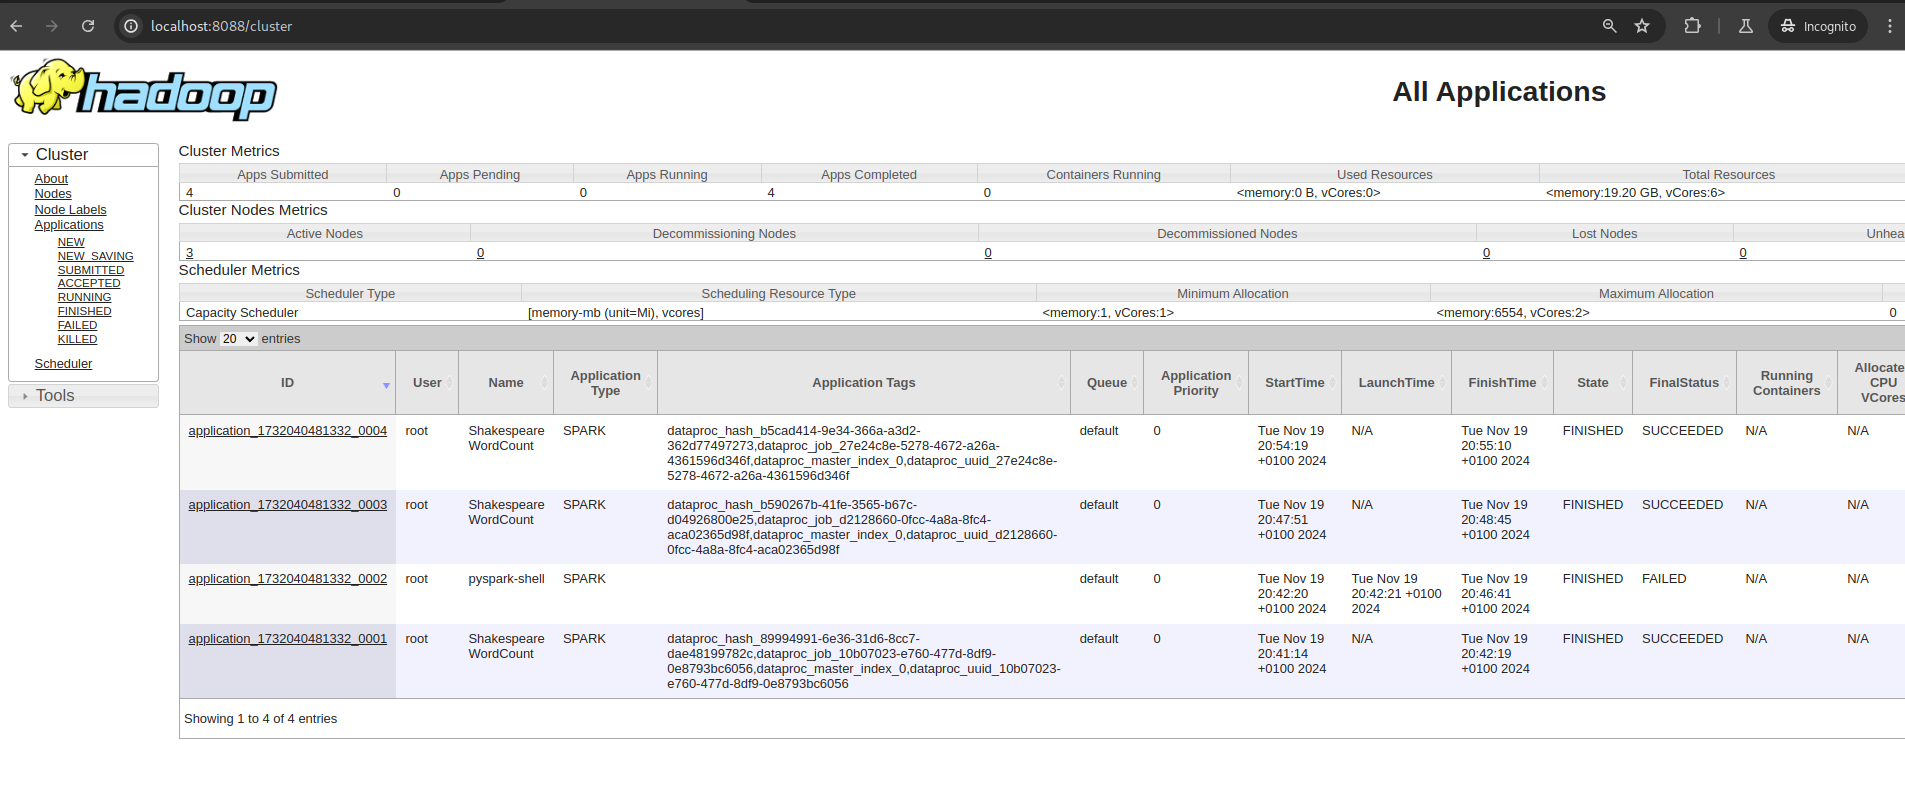 localhost:8088/cluster
Incognito
hadoop
All Applications
Cluster
About
Nodes
Node Labels
Applications
NEW
NEW_SAVING
SUBMITTED
ACCEPTED
RUNNING
FINISHED
FAILED
KILLED
Scheduler
Tools
Cluster Metrics
Apps Submitted Apps Pending Apps Running Apps Completed Containers Running Used Resources Total Resources
4 0 0 4 0 <memory:0 B, vCores:0> <memory:19.20 GB, vCores:6>
Cluster Nodes Metrics
Active Nodes Decommissioning Nodes Decommissioned Nodes Lost Nodes Unhea
3 0 0 0 0
Scheduler Metrics
Scheduler Type Scheduling Resource Type Minimum Allocation Maximum Allocation
Capacity Scheduler [memory-mb (unit=Mi), vcores] <memory:1, vCores:1> <memory:6554, vCores:2> 0
Show 20 entries
ID User Name Application Type Application Tags Queue Application Priority StartTime LaunchTime FinishTime State FinalStatus Running Containers Allocate CPU VCores
application_1732040481332_0004 root Shakespeare SPARK dataproc_hash_b5cad414-9e34-366a-a3d2- default 0 Tue Nov 19 N/A Tue Nov 19 FINISHED SUCCEEDED N/A N/A
WordCount 362d77497273,dataproc_job_27e24c8e-5278-4672-a26a- 20:54:19 20:55:10
4361596d346f,dataproc_master_index_0,dataproc_uuid_27e24c8e- +0100 2024 +0100 2024
5278-4672-a26a-4361596d346f
application_1732040481332_0003 root Shakespeare SPARK dataproc_hash_b590267b-41fe-3565-b67c- default 0 Tue Nov 19 N/A Tue Nov 19 FINISHED SUCCEEDED N/A N/A
WordCount d04926800e25,dataproc_job_d2128660-0fcc-4a8a-8fc4- 20:47:51 20:48:45
aca02365d98f,dataproc_master_index_0,dataproc_uuid_d2128660- +0100 2024 +0100 2024
0fcc-4a8a-8fc4-aca02365d98f
application_1732040481332_0002 root pyspark-shell SPARK default 0 Tue Nov 19 Tue Nov 19 Tue Nov 19 FINISHED FAILED N/A N/A
20:42:20 20:42:21 +0100 20:46:41
+0100 2024 2024 +0100 2024
application_1732040481332_0001 root Shakespeare SPARK dataproc_hash_89994991-6e36-31d6-8cc7- default 0 Tue Nov 19 N/A Tue Nov 19 FINISHED SUCCEEDED N/A N/A
WordCount dae48199782c,dataproc_job_10b07023-e760-477d-8df9- 20:41:14 20:42:19
0e8793bc6056,dataproc_master_index_0,dataproc_uuid_10b07023- +0100 2024 +0100 2024
e760-477d-8df9-0e8793bc6056
Showing 1 to 4 of 4 entries